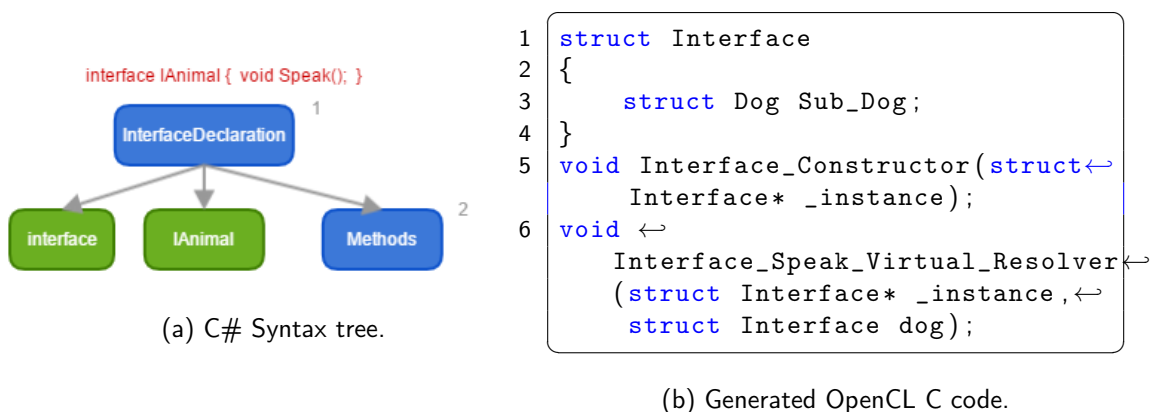 interface IAnimal { void Speak(); }
1
InterfaceDeclaration
2
interface
IAnimal
Methods
(a) C# Syntax tree.
1 struct Interface
2 {
3 struct Dog Sub_Dog;
4 }
5 void Interface_Constructor(struct↩
Interface* _instance);
6 void ↩
Interface_Speak_Virtual_Resolver↩
(struct Interface* _instance,↩
struct Interface dog);
(b) Generated OpenCL C code.